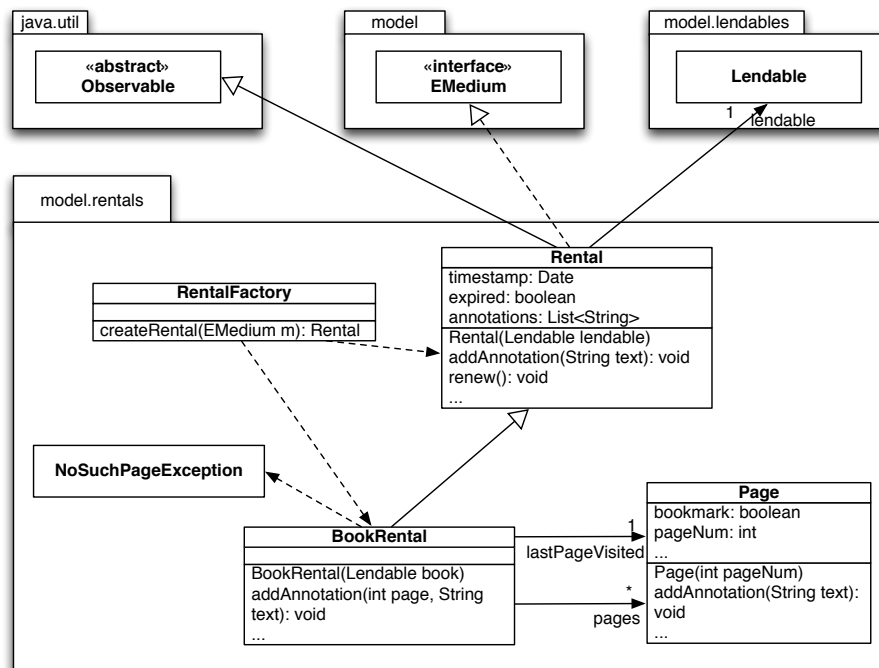 java.util
«abstract»
Observable
model
«interface»
EMedium
model.lendables
Lendable
1
lendable
model.rentals
RentalFactory
createRental(EMedium m): Rental
Rental
timestamp: Date
expired: boolean
annotations: List<String>
Rental(Lendable lendable)
addAnnotation(String text): void
renew(): void
...
NoSuchPageException
BookRental
BookRental(Lendable book)
addAnnotation(int page, String
text): void
...
1
lastPageVisited
*
pages
Page
bookmark: boolean
pageNum: int
...
Page(int pageNum)
addAnnotation(String text):
void
...